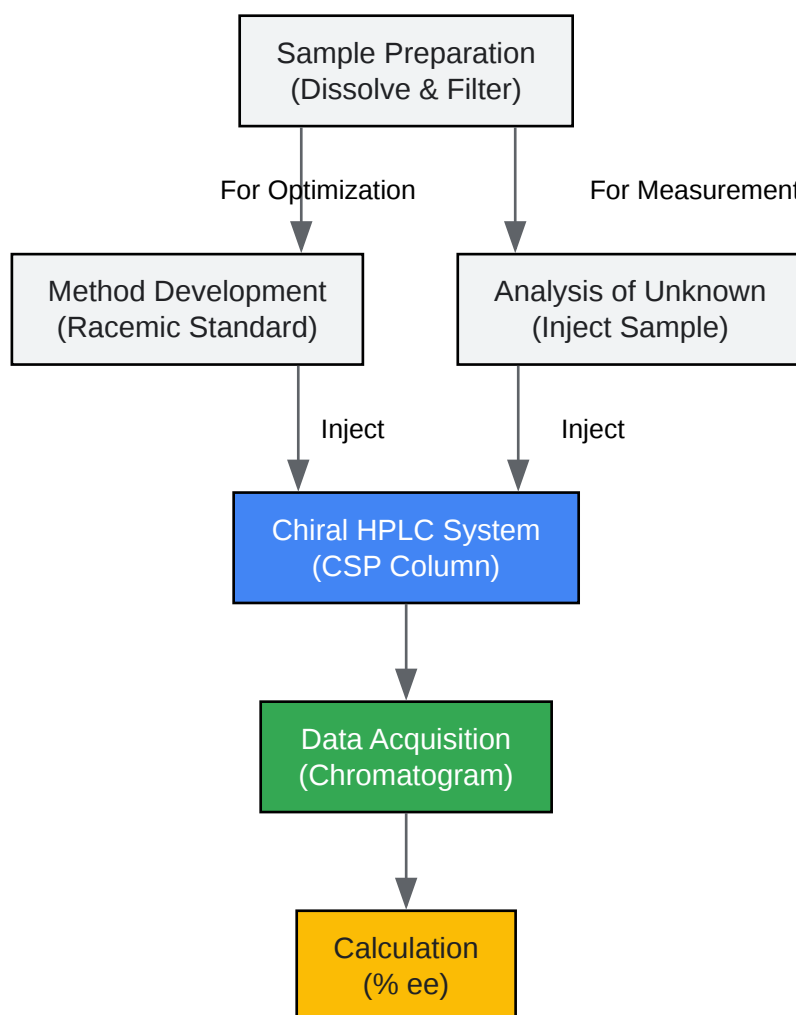 Sample Preparation
(Dissolve & Filter)
For Optimization
For Measurement
Method Development
(Racemic Standard)
Analysis of Unknown
(Inject Sample)
Inject
Inject
Chiral HPLC System
(CSP Column)
Data Acquisition
(Chromatogram)
Calculation
(% ee)